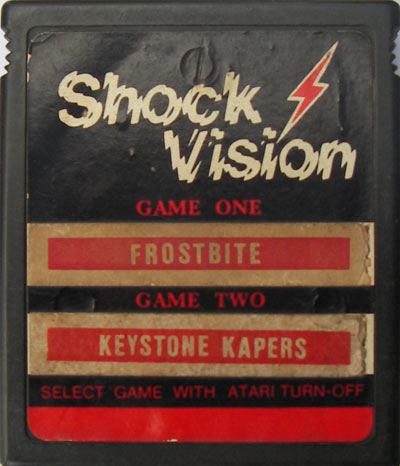 Shock
Vision
GAME ONE
FROSTBITE
GAME TWO
KEYSTONE KAPERS
SELECT GAME WITH ATARI TURN-OFF